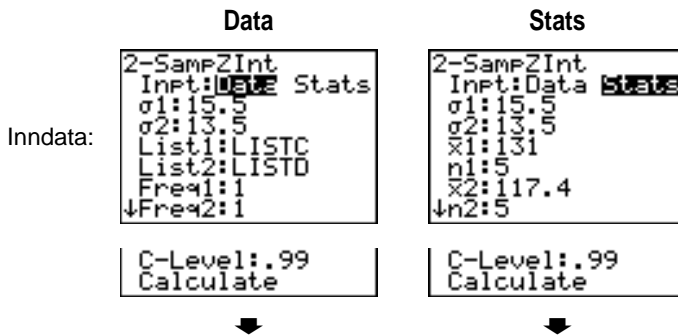 Data
Stats
Inndata:
2-SampZInt
Inpt:Data Stats
σ1:15.5
σ2:13.5
List1:LISTC
List2:LISTD
Freq1:1
↓Freq2:1
C-Level:.99
Calculate
2-SampZInt
Inpt:Data Stats
σ1:15.5
σ2:13.5
x̄1:131
n1:5
x̄2:117.4
↓n2:5
C-Level:.99
Calculate